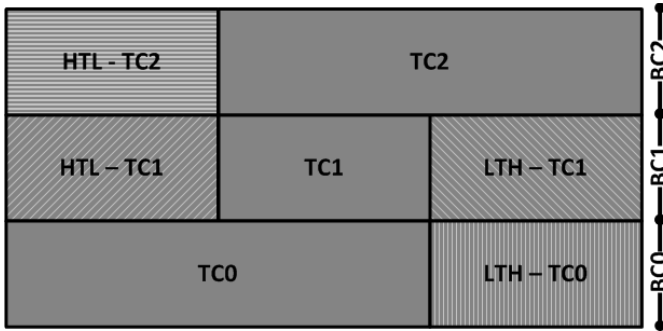 HTL - TC2
TC2
BC2
HTL – TC1
TC1
LTH – TC1
BC1
TC0
LTH – TC0
BC0